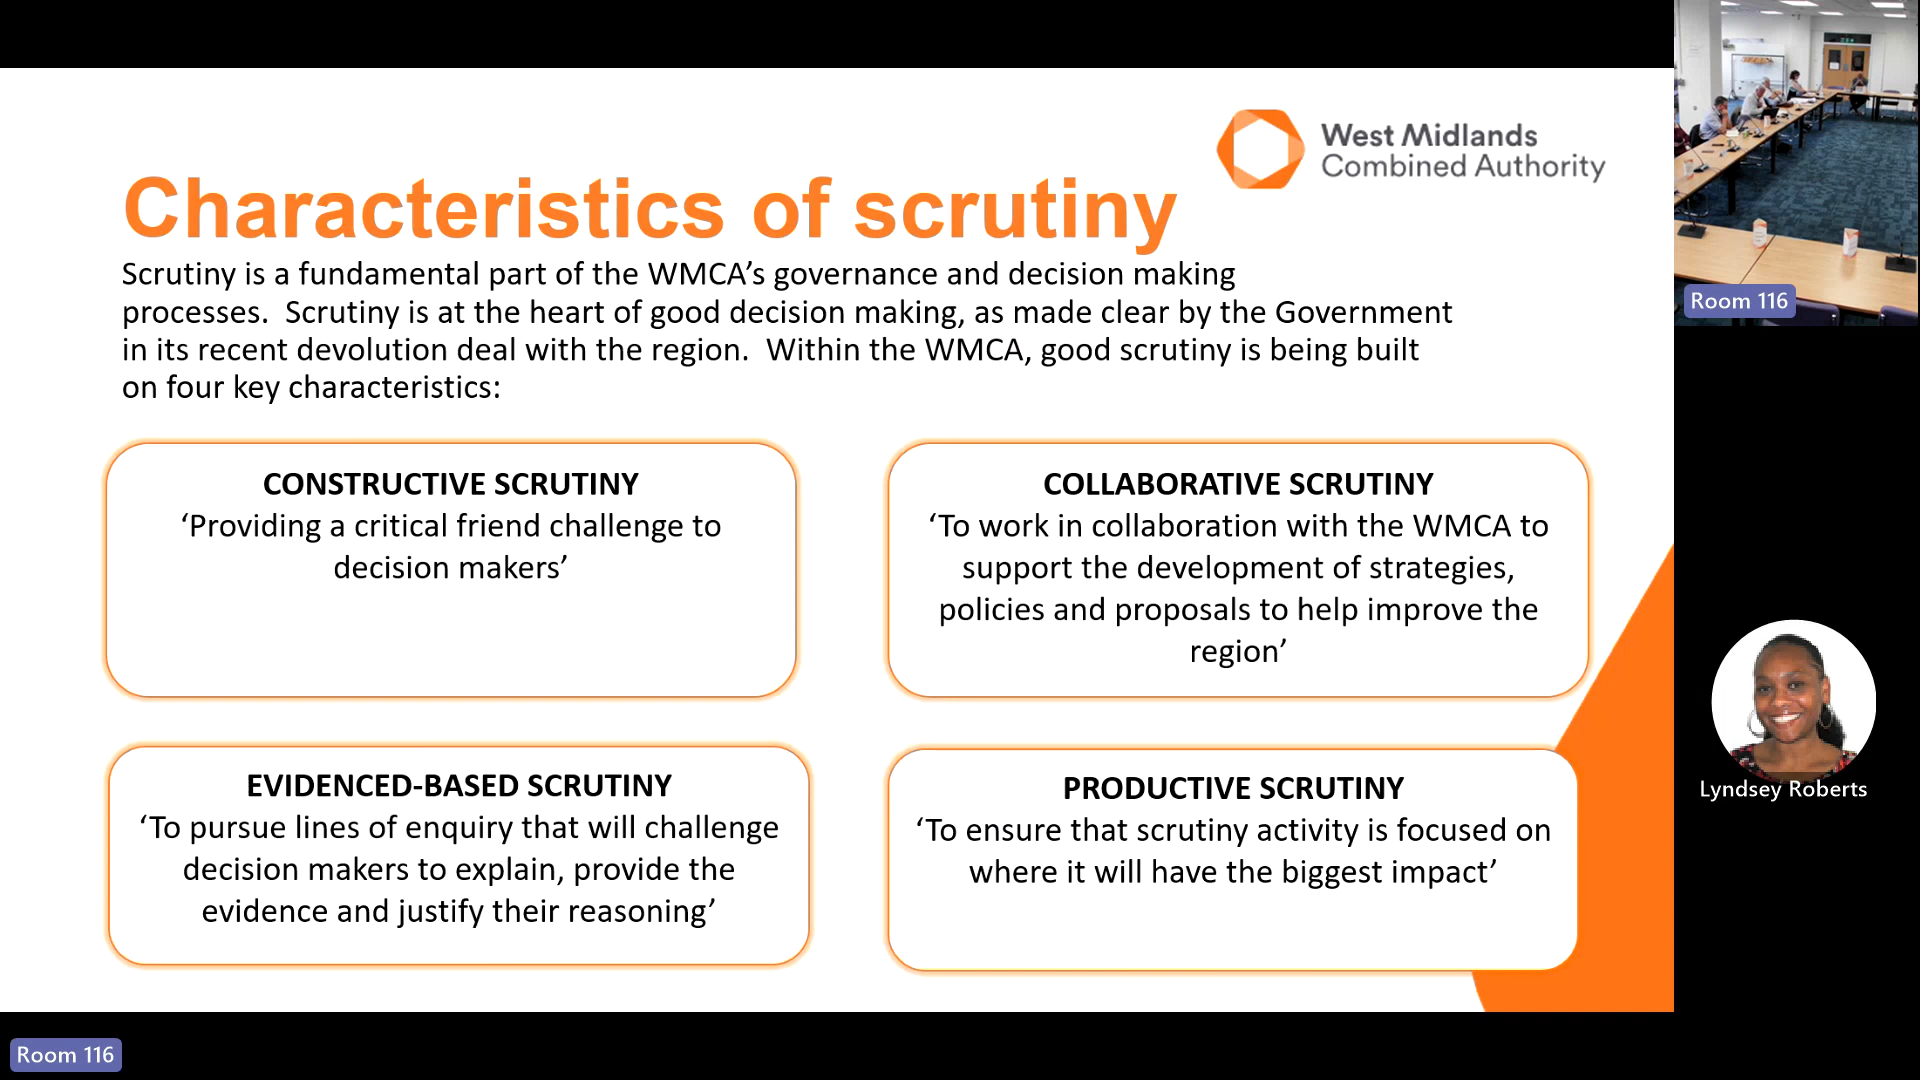 West Midlands
Combined Authority
Characteristics of scrutiny
Scrutiny is a fundamental part of the WMCA’s governance and decision making
processes.  Scrutiny is at the heart of good decision making, as made clear by the Government
in its recent devolution deal with the region.  Within the WMCA, good scrutiny is being built
on four key characteristics:
CONSTRUCTIVE SCRUTINY
‘Providing a critical friend challenge to
decision makers’
COLLABORATIVE SCRUTINY
‘To work in collaboration with the WMCA to
support the development of strategies,
policies and proposals to help improve the
region’
EVIDENCED-BASED SCRUTINY
‘To pursue lines of enquiry that will challenge
decision makers to explain, provide the
evidence and justify their reasoning’
PRODUCTIVE SCRUTINY
‘To ensure that scrutiny activity is focused on
where it will have the biggest impact’
Room 116
Lyndsey Roberts
Room 116